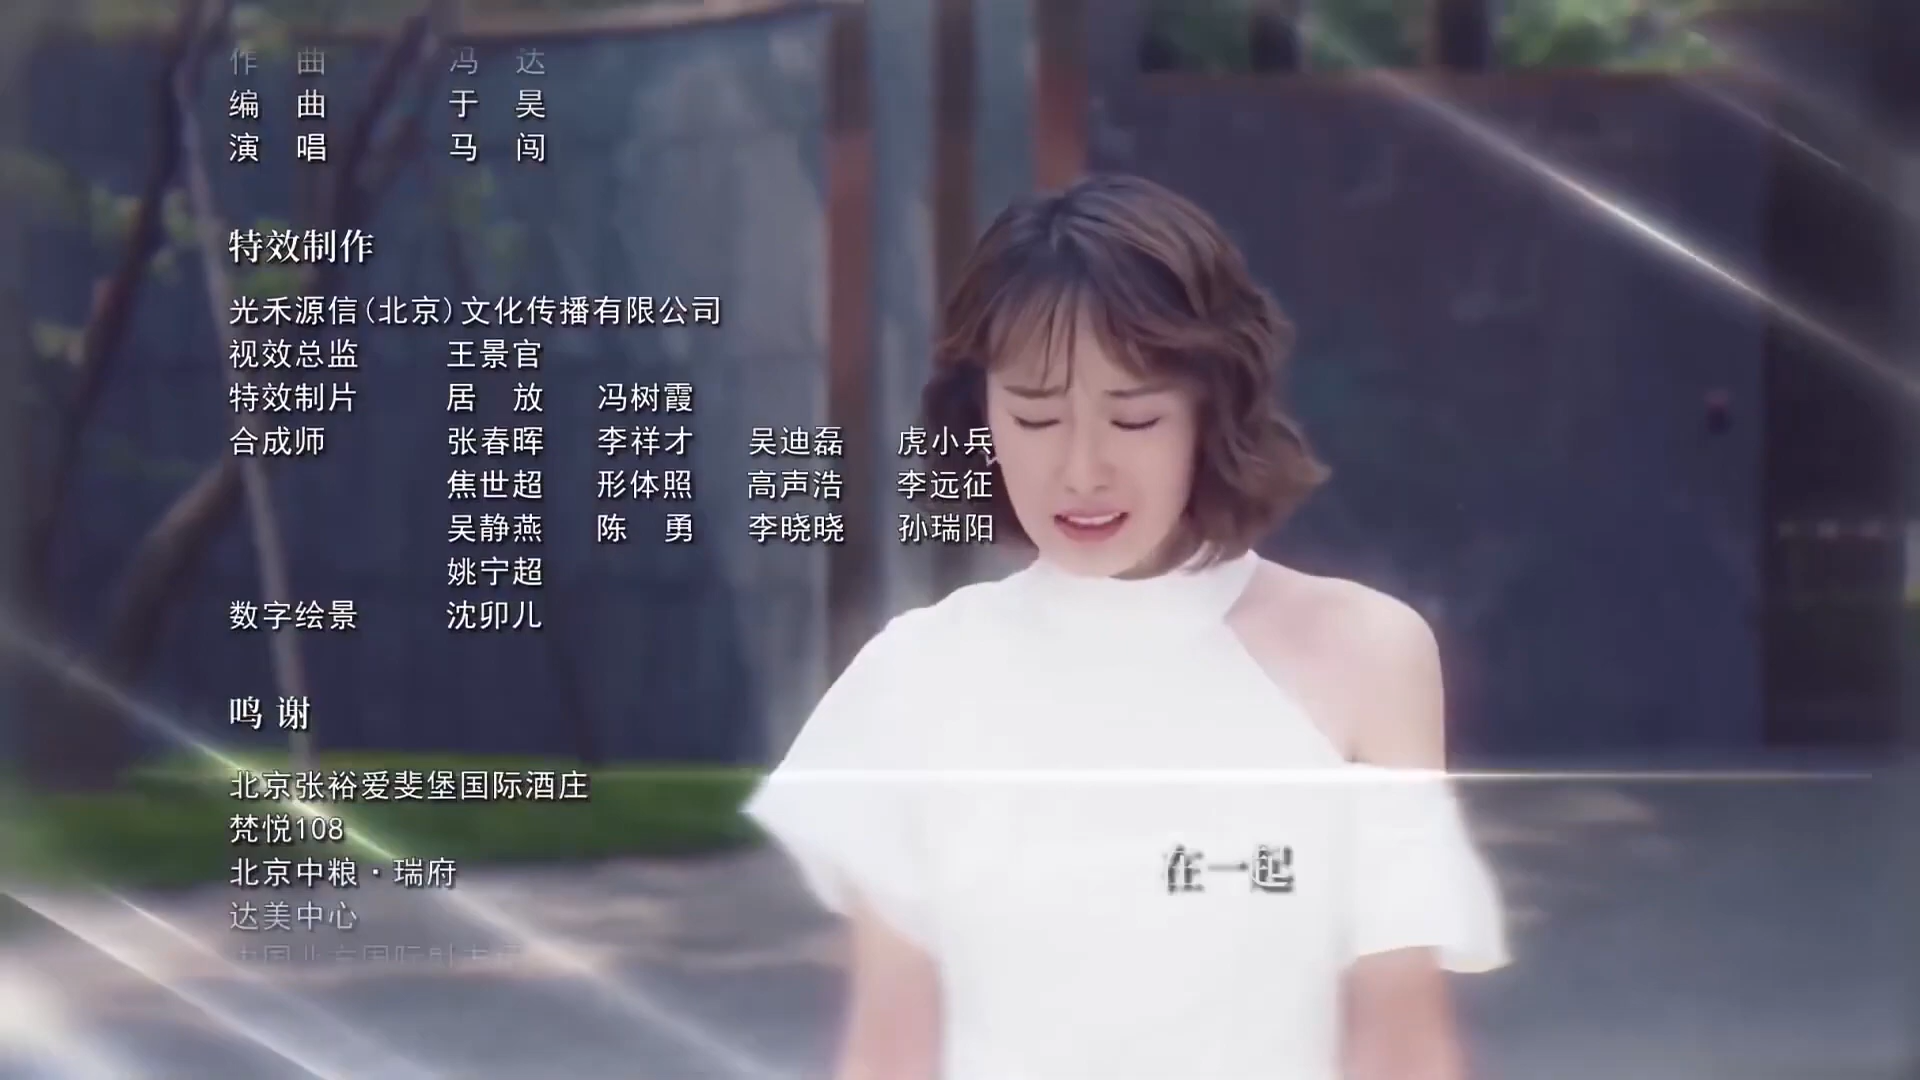 作 曲 冯 达
编 曲 于 昊
演 唱 马 闯
特效制作
光禾源信(北京)文化传播有限公司
视效总监 王景官
特效制片 居 放 冯树霞
合成师 张春晖 李祥才 吴迪磊 虎小兵
焦世超 形体照 高声浩 李远征
吴静燕 陈 勇 李晓晓 孙瑞阳
姚宁超
数字绘景 沈卯儿
鸣 谢
北京张裕爱斐堡国际酒庄
梵悦108
北京中粮·瑞府
达美中心
在一起